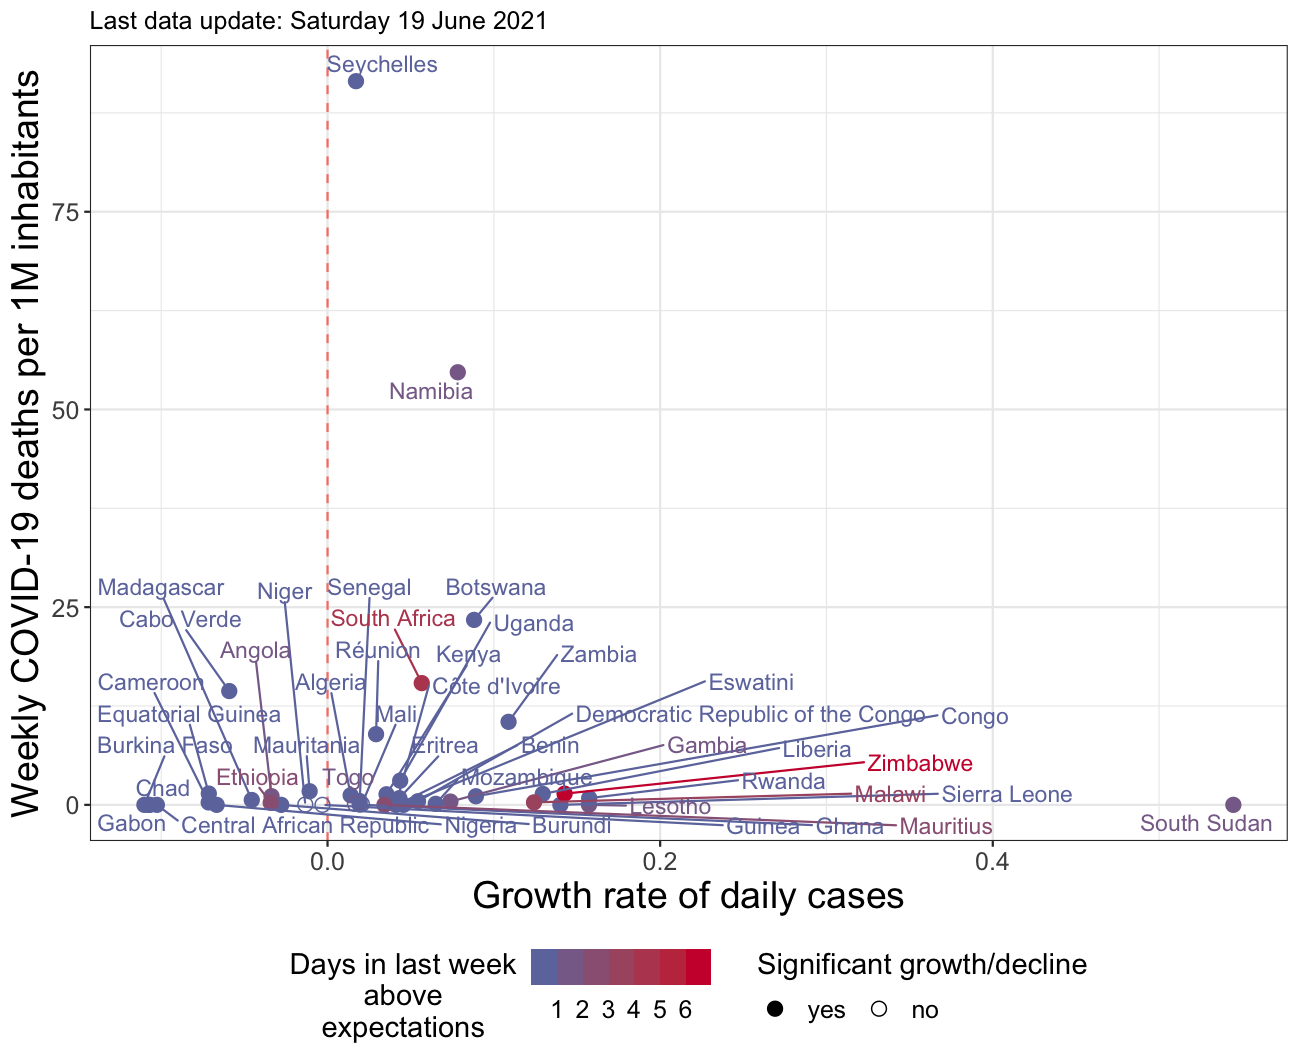 Last data update: Saturday 19 June 2021
Weekly COVID-19 deaths per 1M inhabitants
75
50
25
0
Seychelles
Namibia
Madagascar
Niger
Senegal
Botswana
Cabo Verde
South Africa
Uganda
Angola
Réunion
Kenya
Zambia
Cameroon
Algeria
Côte d'Ivoire
Eswatini
Equatorial Guinea
Mali
Democratic Republic of the Congo
Congo
Burkina Faso
Mauritania
Eritrea
Benin
Gambia
Liberia
Zimbabwe
Ethiopia
Togo
Mozambique
Rwanda
Chad
Malawi
Sierra Leone
Lesotho
Gabon
Central African Republic
Nigeria
Burundi
Guinea
Ghana
Mauritius
South Sudan
0.0
0.2
0.4
Growth rate of daily cases
Days in last week
above
expectations
1 2 3 4 5 6
Significant growth/decline
yes
no